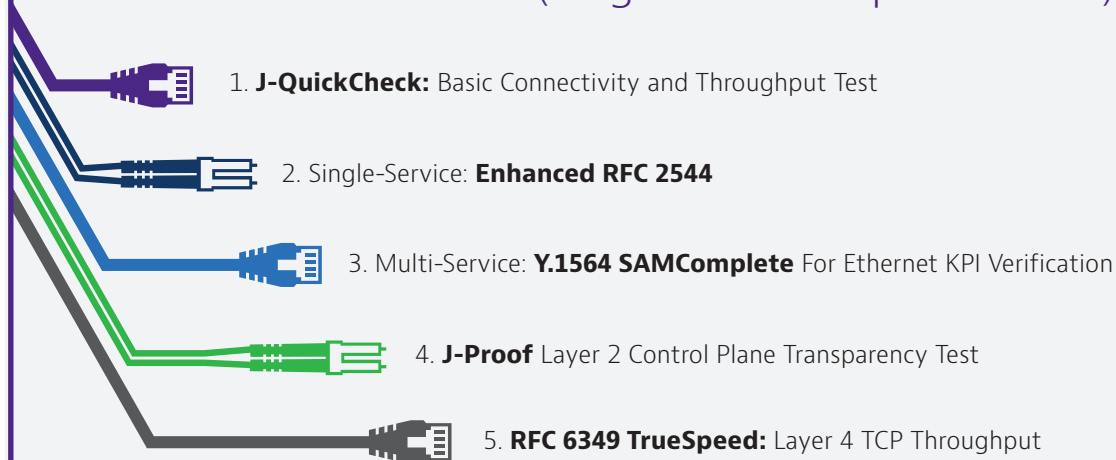 1. J-QuickCheck: Basic Connectivity and Throughput Test
2. Single-Service: Enhanced RFC 2544
3. Multi-Service: Y.1564 SAMComplete For Ethernet KPI Verification
4. J-Proof Layer 2 Control Plane Transparency Test
5. RFC 6349 TrueSpeed: Layer 4 TCP Throughput